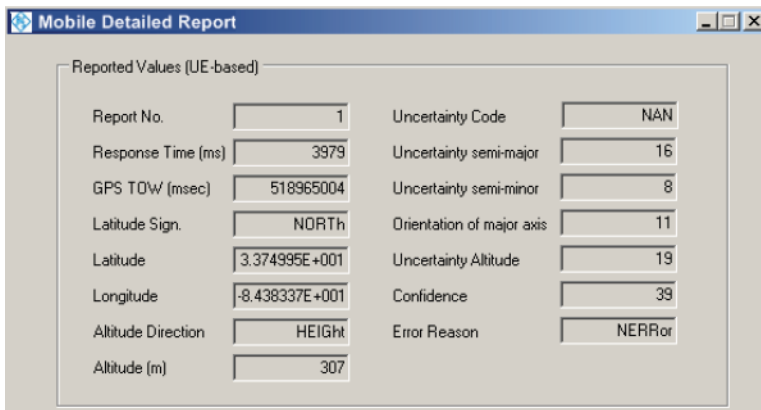 Mobile Detailed Report
Reported Values (UE-based)
Report No. 1 Uncertainty Code NAN
Response Time (ms) 3979 Uncertainty semi-major 16
GPS TOW (msec) 518965004 Uncertainty semi-minor 8
Latitude Sign. NORTh Orientation of major axis 11
Latitude 3.374995E+001 Uncertainty Altitude 19
Longitude -8.438337E+001 Confidence 39
Altitude Direction HEIGht Error Reason NERRor
Altitude (m) 307